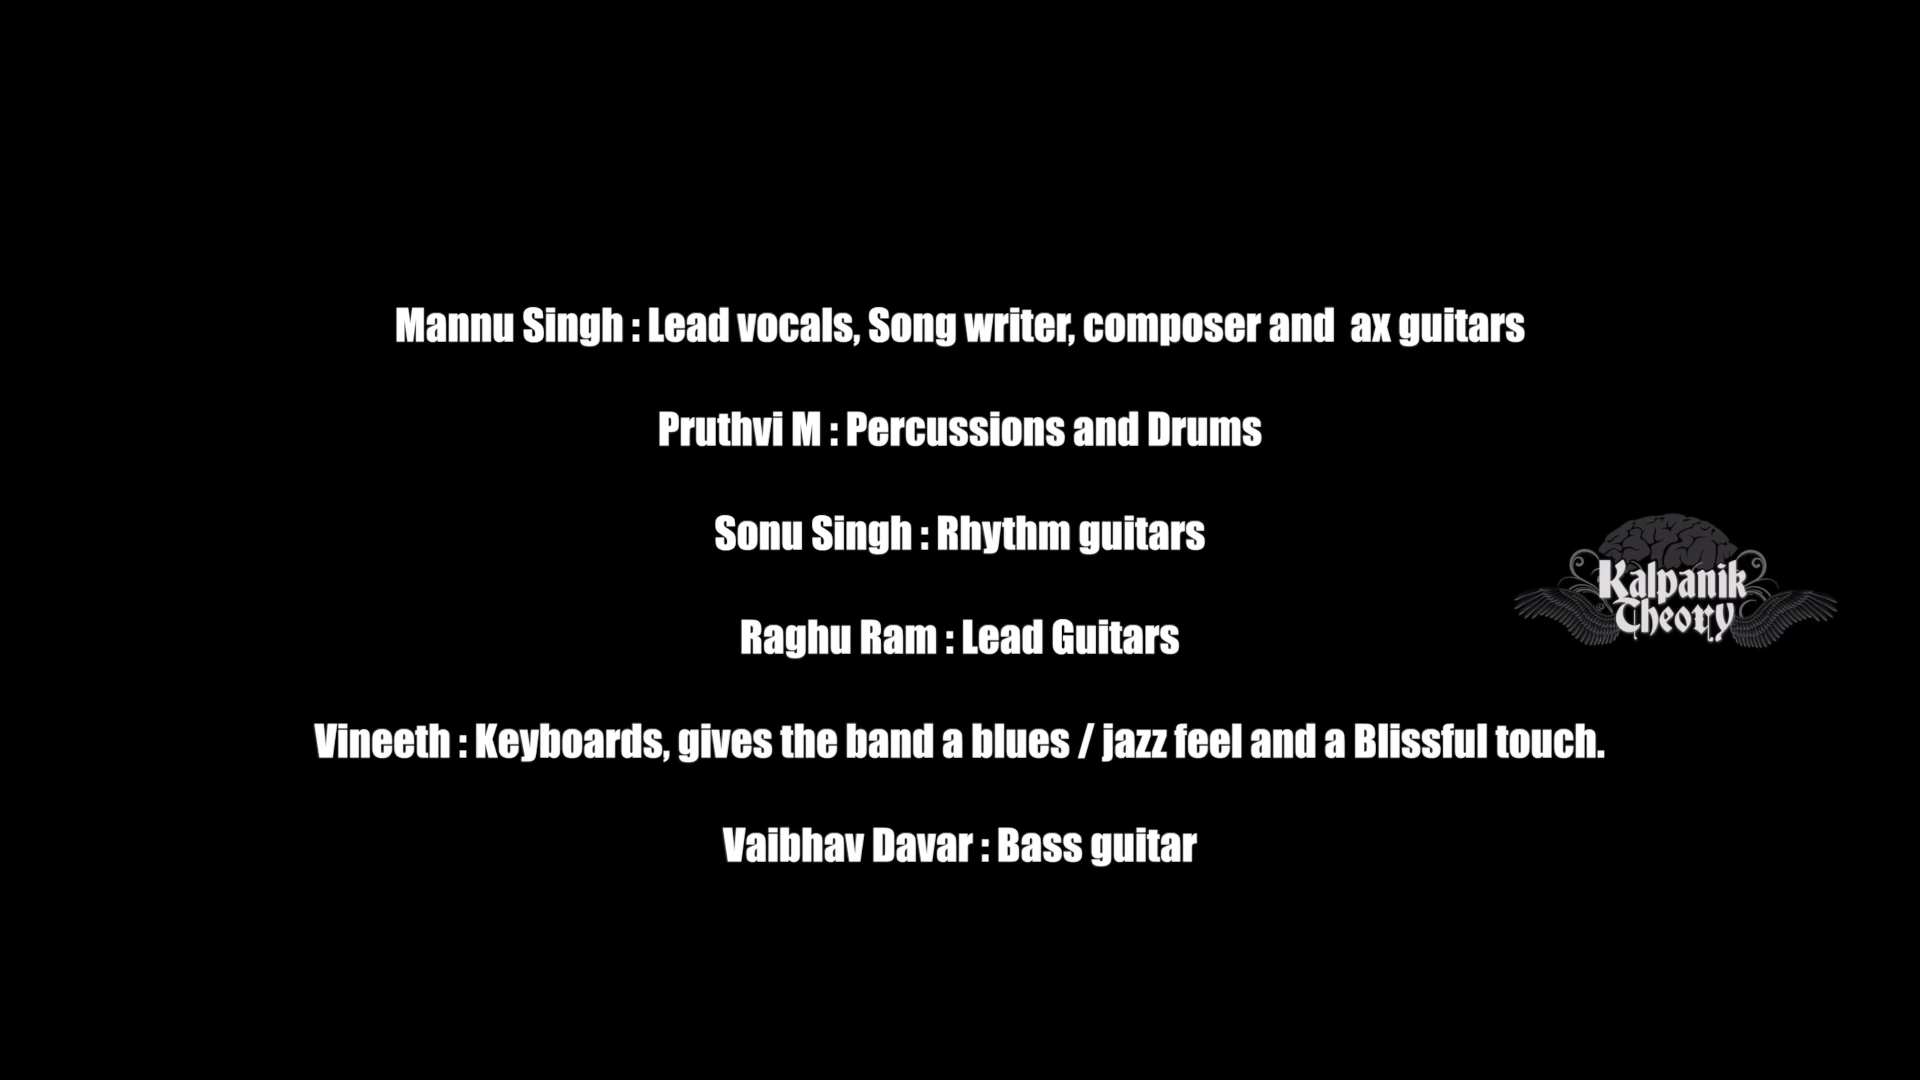 Mannu Singh : Lead vocals, Song writer, composer and  ax guitars
Pruthvi M : Percussions and Drums
Sonu Singh : Rhythm guitars
Kalpanik
Theory
Raghu Ram : Lead Guitars
Vineeth : Keyboards, gives the band a blues / jazz feel and a Blissful touch.
Vaibhav Davar : Bass guitar